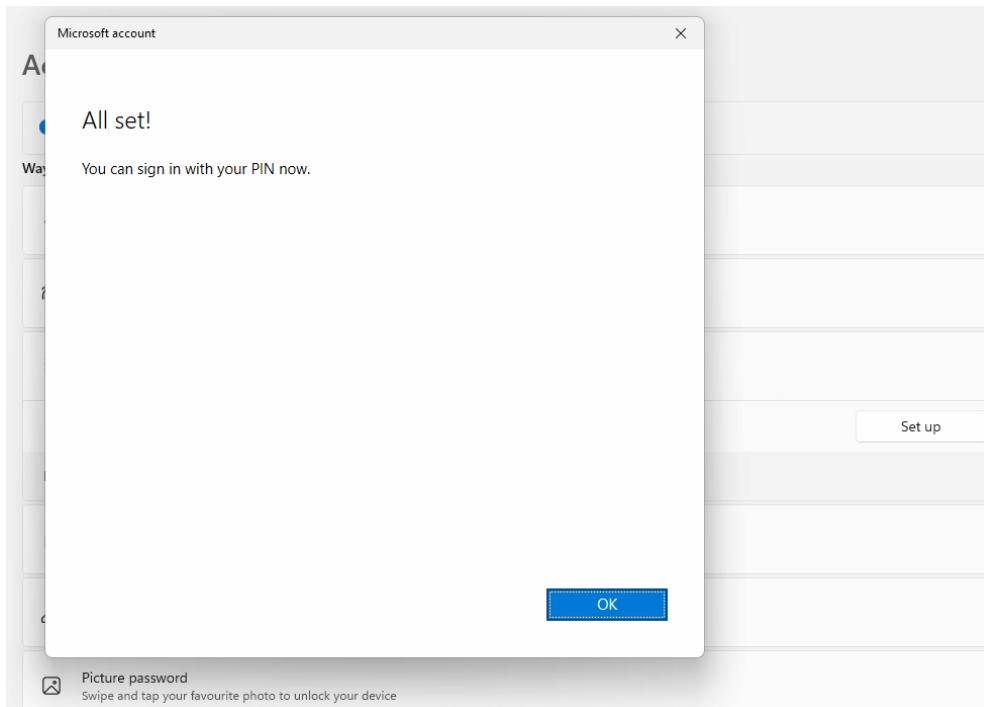 Microsoft account
All set!
You can sign in with your PIN now.
Set up
OK
Picture password
Swipe and tap your favourite photo to unlock your device